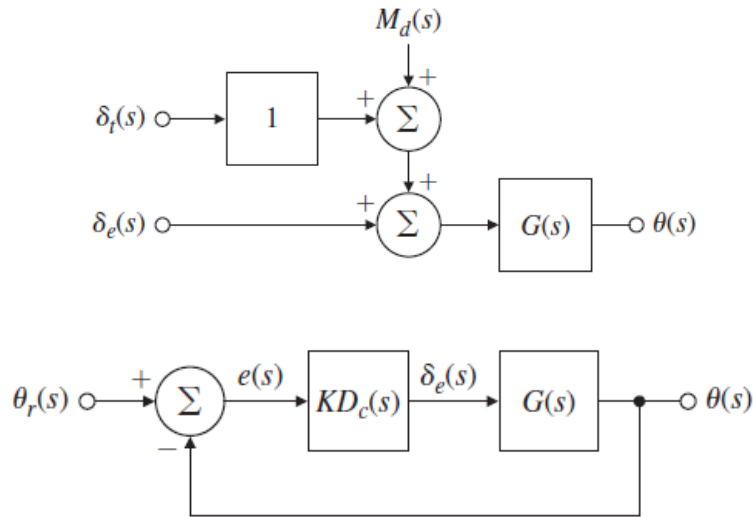 M_d(s)
+
δ_t(s) 1 + Σ
+
δ_e(s) + Σ G(s) θ(s)
θ_r(s) + Σ e(s) KD_c(s) δ_e(s) G(s) θ(s)
−